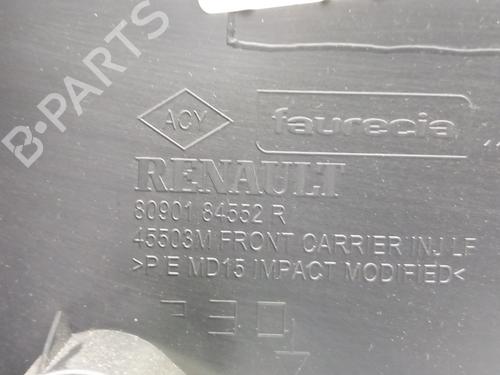 B-PARTS
ACY
faurecia
RENAULT
80901 84552 R
45503M FRONT CARRIER INJ LF
>P/E MD15 IMPACT MODIFIED<